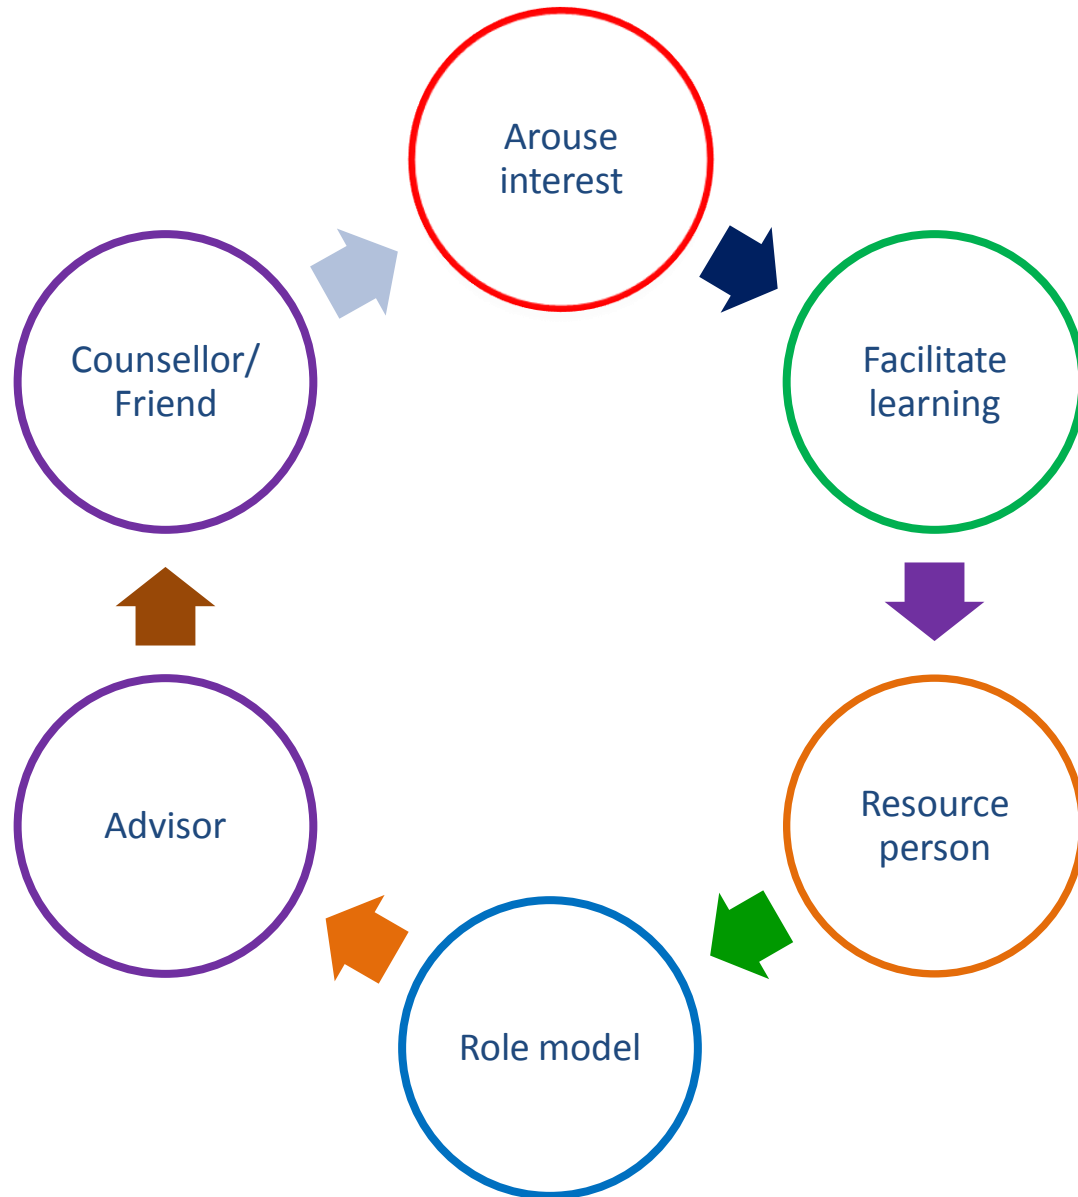 Arouse
interest
Facilitate
learning
Resource
person
Role model
Advisor
Counsellor/
Friend